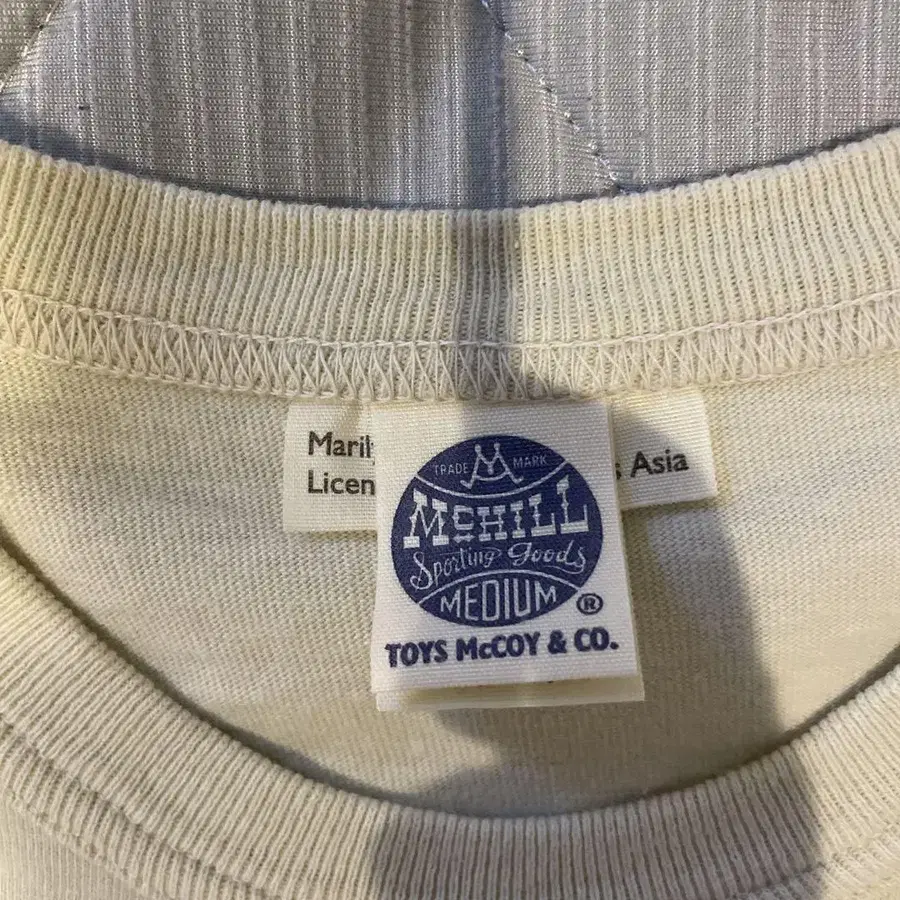 TRADE MARK
McHILL
Sporting Goods
MEDIUM ®
TOYS McCOY & CO.
Asia